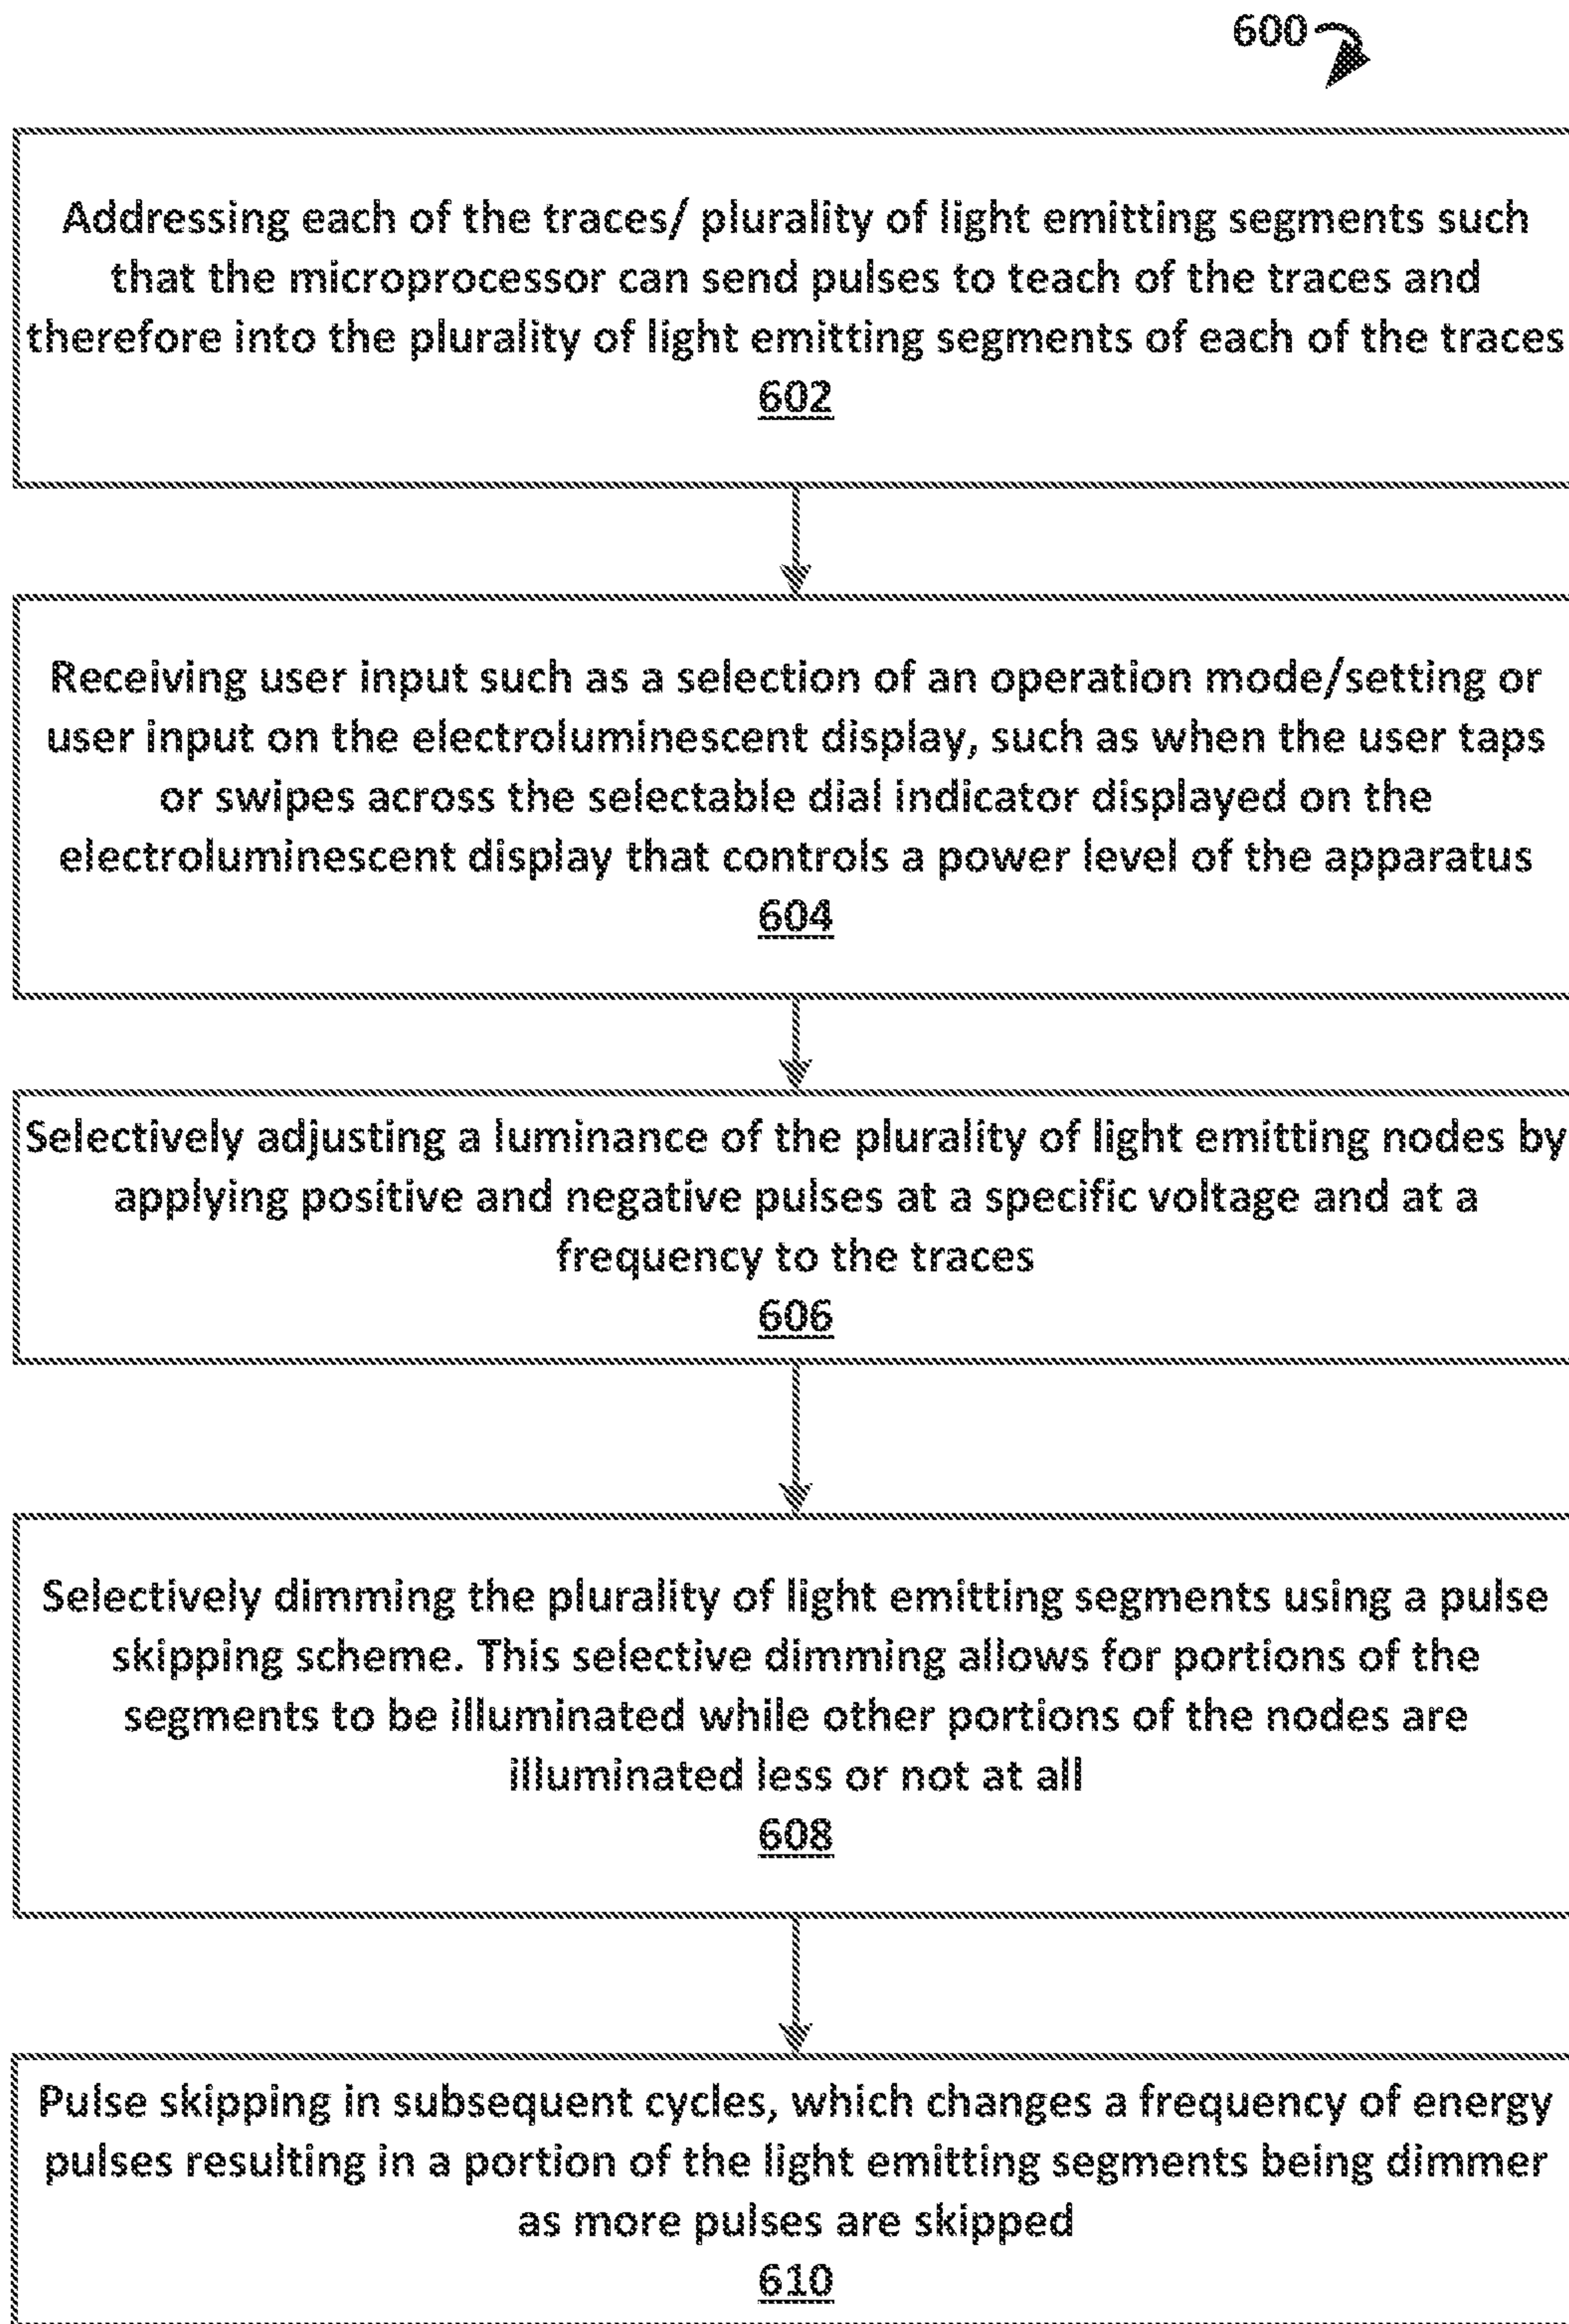 600
Addressing each of the traces/ plurality of light emitting segments such
that the microprocessor can send pulses to teach of the traces and
therefore into the plurality of light emitting segments of each of the traces
602
Receiving user input such as a selection of an operation mode/setting or
user input on the electroluminescent display, such as when the user taps
or swipes across the selectable dial indicator displayed on the
electroluminescent display that controls a power level of the apparatus
604
Selectively adjusting a luminance of the plurality of light emitting nodes by
applying positive and negative pulses at a specific voltage and at a
frequency to the traces
606
Selectively dimming the plurality of light emitting segments using a pulse
skipping scheme. This selective dimming allows for portions of the
segments to be illuminated while other portions of the nodes are
illuminated less or not at all
608
Pulse skipping in subsequent cycles, which changes a frequency of energy
pulses resulting in a portion of the light emitting segments being dimmer
as more pulses are skipped
610